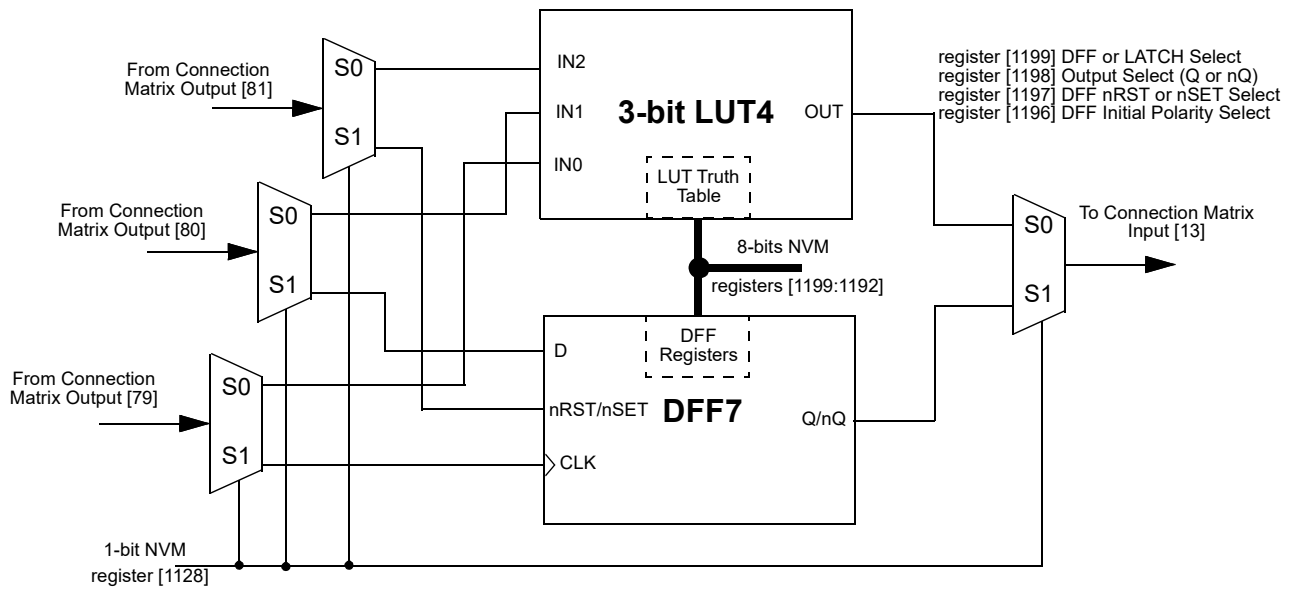 From Connection
Matrix Output [81]
S0
S1
From Connection
Matrix Output [80]
S0
S1
From Connection
Matrix Output [79]
S0
S1
1-bit NVM
register [1128]
IN2
IN1
IN0
3-bit LUT4
OUT
LUT Truth
Table
8-bits NVM
registers [1199:1192]
DFF
Registers
D
nRST/nSET
CLK
DFF7
Q/nQ
register [1199] DFF or LATCH Select
register [1198] Output Select (Q or nQ)
register [1197] DFF nRST or nSET Select
register [1196] DFF Initial Polarity Select
S0
S1
To Connection Matrix
Input [13]